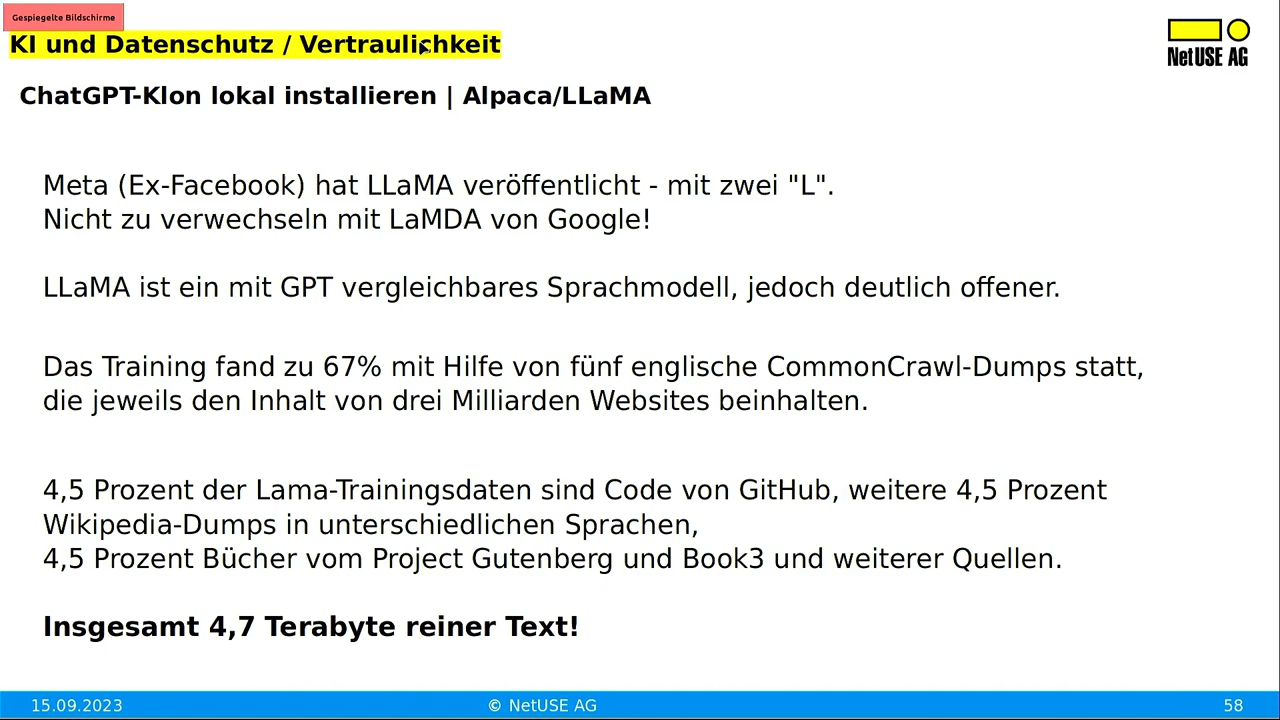 Gespiegelte Bildschirme
KI und Datenschutz / Vertraulichkeit
NetUSE AG
ChatGPT-Klon lokal installieren | Alpaca/LLaMA
Meta (Ex-Facebook) hat LLaMA veröffentlicht - mit zwei "L".
Nicht zu verwechseln mit LaMDA von Google!
LLaMA ist ein mit GPT vergleichbares Sprachmodell, jedoch deutlich offener.
Das Training fand zu 67% mit Hilfe von fünf englische CommonCrawl-Dumps statt,
die jeweils den Inhalt von drei Milliarden Websites beinhalten.
4,5 Prozent der Lama-Trainingsdaten sind Code von GitHub, weitere 4,5 Prozent
Wikipedia-Dumps in unterschiedlichen Sprachen,
4,5 Prozent Bücher vom Project Gutenberg und Book3 und weiterer Quellen.
Insgesamt 4,7 Terabyte reiner Text!
15.09.2023 © NetUSE AG 58